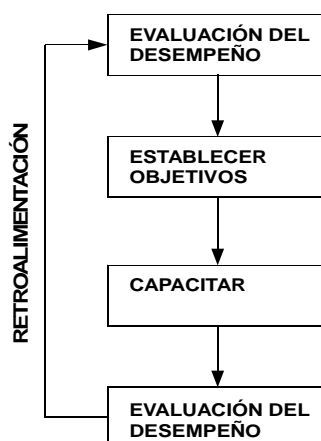 EVALUACIÓN DEL
DESEMPEÑO
ESTABLECER
OBJETIVOS
CAPACITAR
EVALUACIÓN DEL
DESEMPEÑO
RETROALIMENTACIÓN